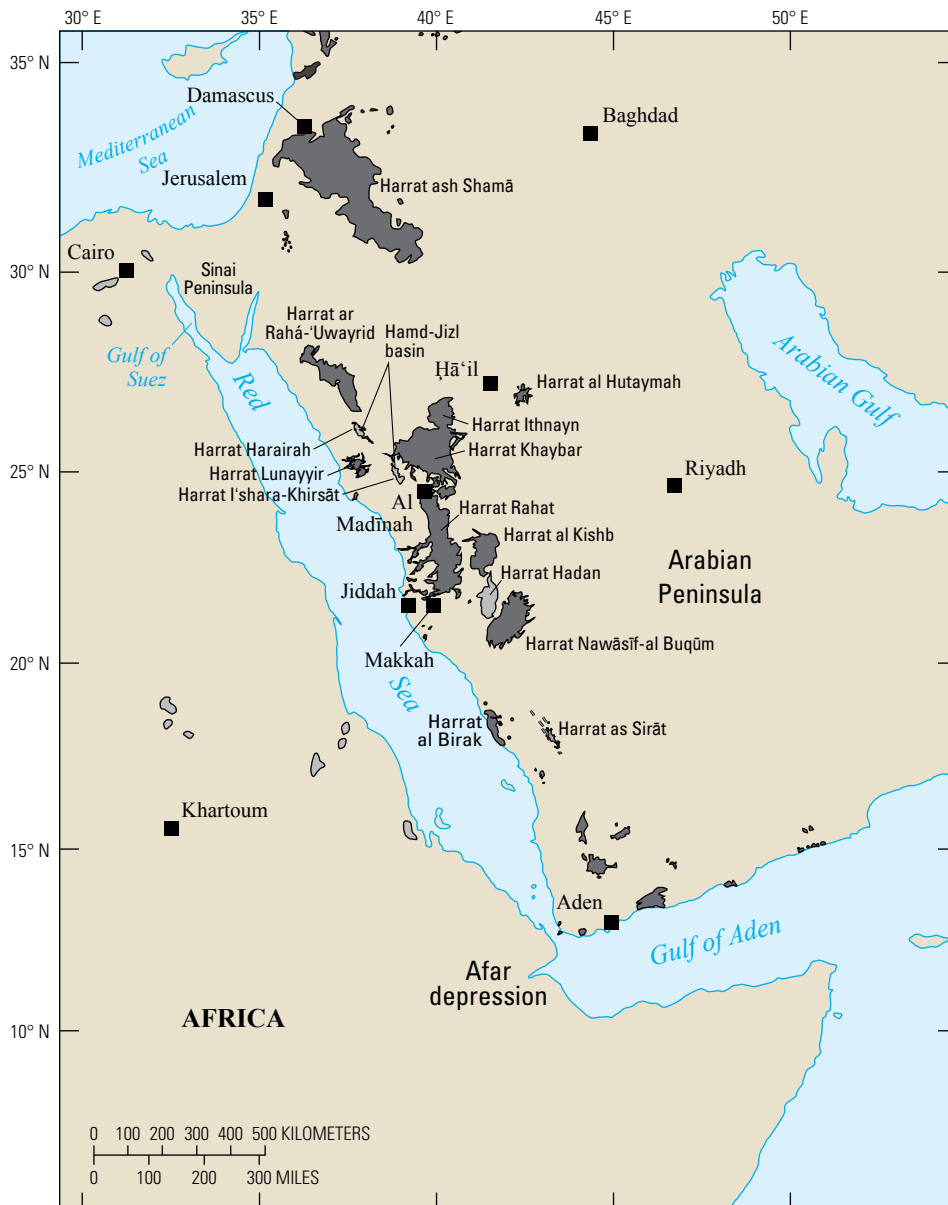 30° E
35° E
40° E
45° E
50° E
35° N
30° N
25° N
20° N
15° N
10° N
Damascus
Baghdad
Mediterranean
Sea
Jerusalem
Harrat ash Shamā
Cairo
Sinai
Peninsula
Harrat ar
Rahá-‘Uwayrid
Hamd-Jizl
basin
Gulf of
Suez
Red
Sea
Arabian Gulf
Ḥā‘il
Harrat al Hutaymah
Harrat Ithnayn
Harrat Harairah
Harrat Khaybar
Harrat Lunayyir
Harrat I‘shara-Khirsāt
Riyadh
Al
Madīnah
Harrat Rahat
Harrat al Kishb
Harrat Hadan
Arabian
Peninsula
Jiddah
Makkah
Harrat Nawāsīf-al Buqūm
Harrat
al Birak
Harrat as Sirāt
Khartoum
Aden
Gulf of Aden
Afar
depression
AFRICA
0 100 200 300 400 500 KILOMETERS
0 100 200 300 MILES